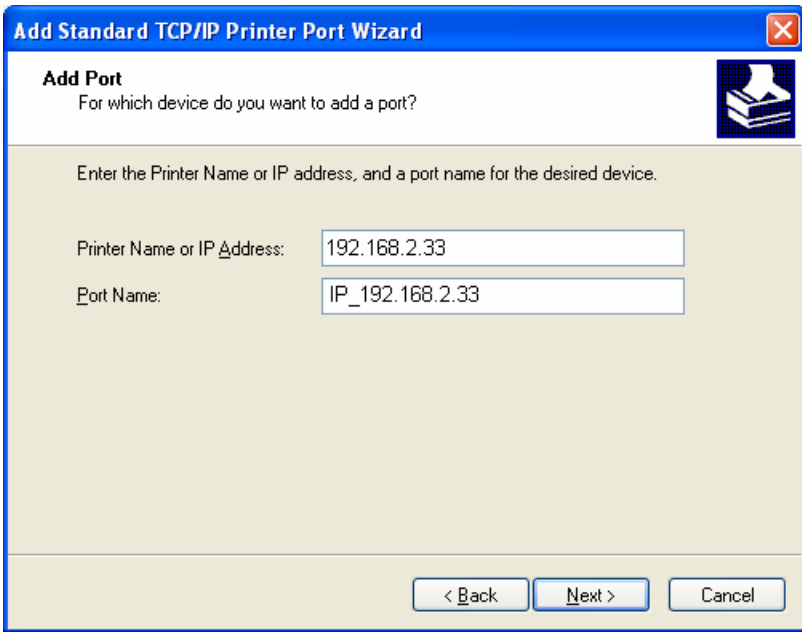 Add Standard TCP/IP Printer Port Wizard
Add Port
For which device do you want to add a port?
Enter the Printer Name or IP address, and a port name for the desired device.
Printer Name or IP Address: 192.168.2.33
Port Name: IP_192.168.2.33
< Back Next > Cancel